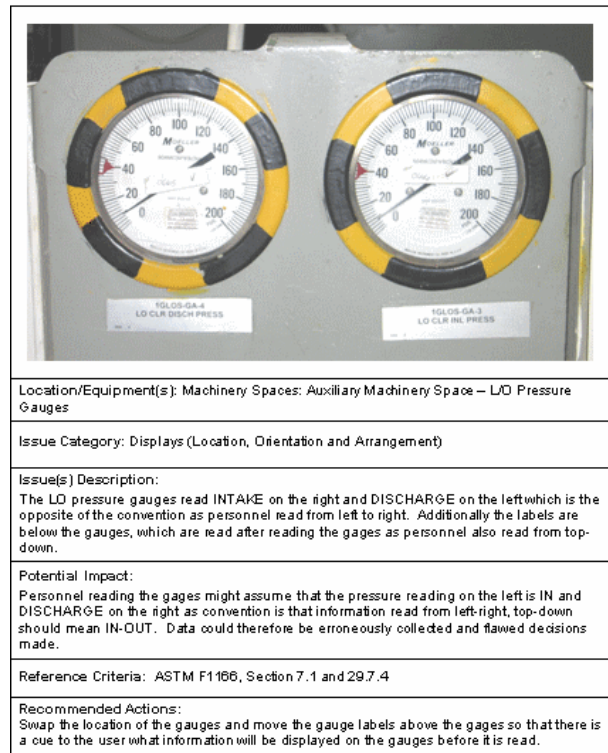 80 100 120
60 MOELLER 140
40 160
20 180
0 200
80 100 120
60 MOELLER 140
40 160
20 180
0 200
1GLOS-GA-4
LO CLR DISCH PRESS
1GLOS-GA-3
LO CLR INL PRESS
Location/Equipment(s): Machinery Spaces: Auxiliary Machinery Space – L/O Pressure
Gauges
Issue Category: Displays (Location, Orientation and Arrangement)
Issue(s) Description:
The LO pressure gauges read INTAKE on the right and DISCHARGE on the left which is the
opposite of the convention as personnel read from left to right. Additionally the labels are
below the gauges, which are read after reading the gages as personnel also read from top-
down.
Potential Impact:
Personnel reading the gages might assume that the pressure reading on the left is IN and
DISCHARGE on the right as convention is that information read from left-right, top-down
should mean IN-OUT. Data could therefore be erroneously collected and flawed decisions
made.
Reference Criteria: ASTM F1166, Section 7.1 and 29.7.4
Recommended Actions:
Swap the location of the gauges and move the gauge labels above the gages so that there is
a cue to the user what information will be displayed on the gauges before it is read.